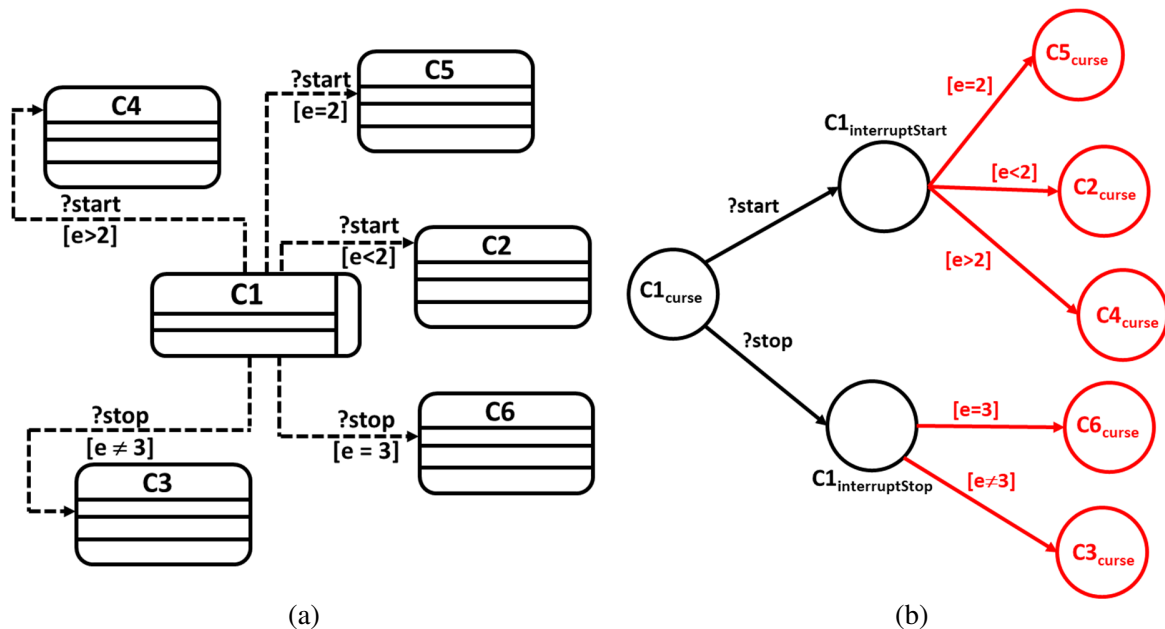 ?start
[e=2]
C5
C4
?start
[e>2]
?start
[e<2]
C2
C1
?stop
[e ≠ 3]
C3
?stop
[e = 3]
C6
(a)
C5curse
[e=2]
C1interruptStart
[e<2]
C2curse
?start
[e>2]
C1curse
C4curse
?stop
[e=3]
C6curse
C1interruptStop
[e≠3]
C3curse
(b)